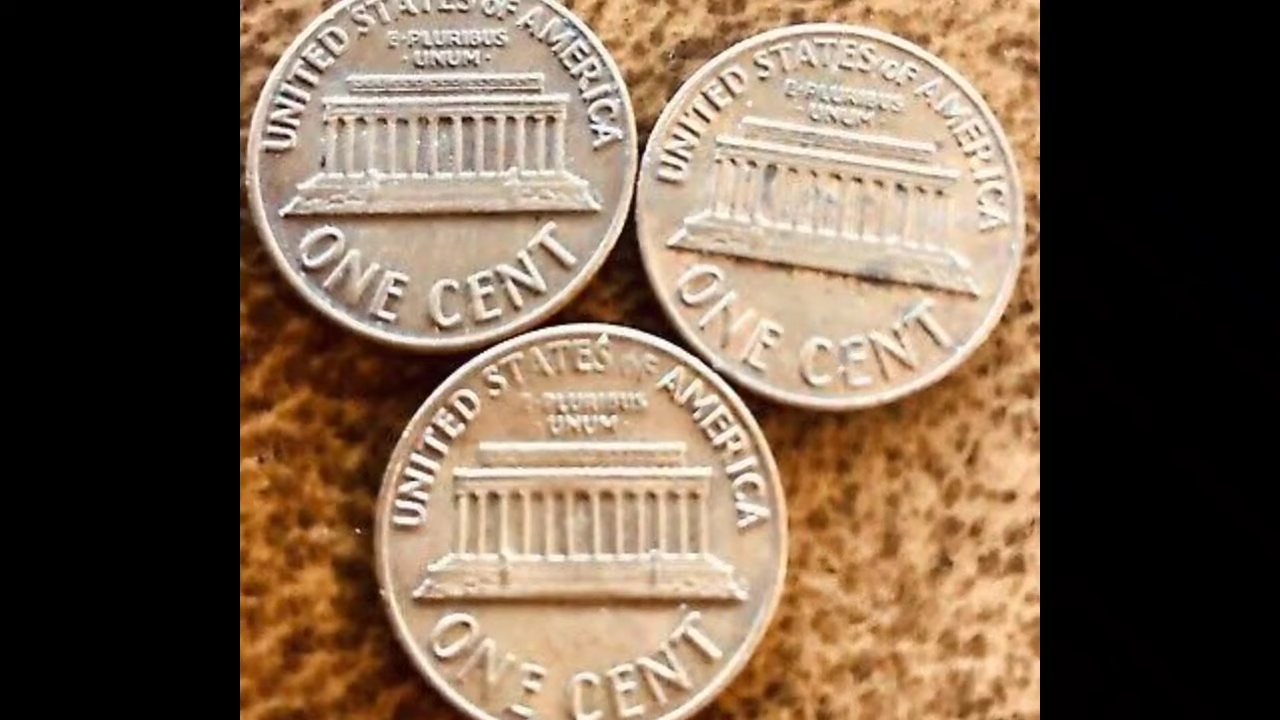 UNITED STATES OF AMERICA
E·PLURIBUS
·UNUM·
ONE CENT
UNITED STATES OF AMERICA
E·PLURIBUS
UNUM
ONE CENT
UNITED STATES OF AMERICA
PLURIBUS
UNUM
ONE CENT